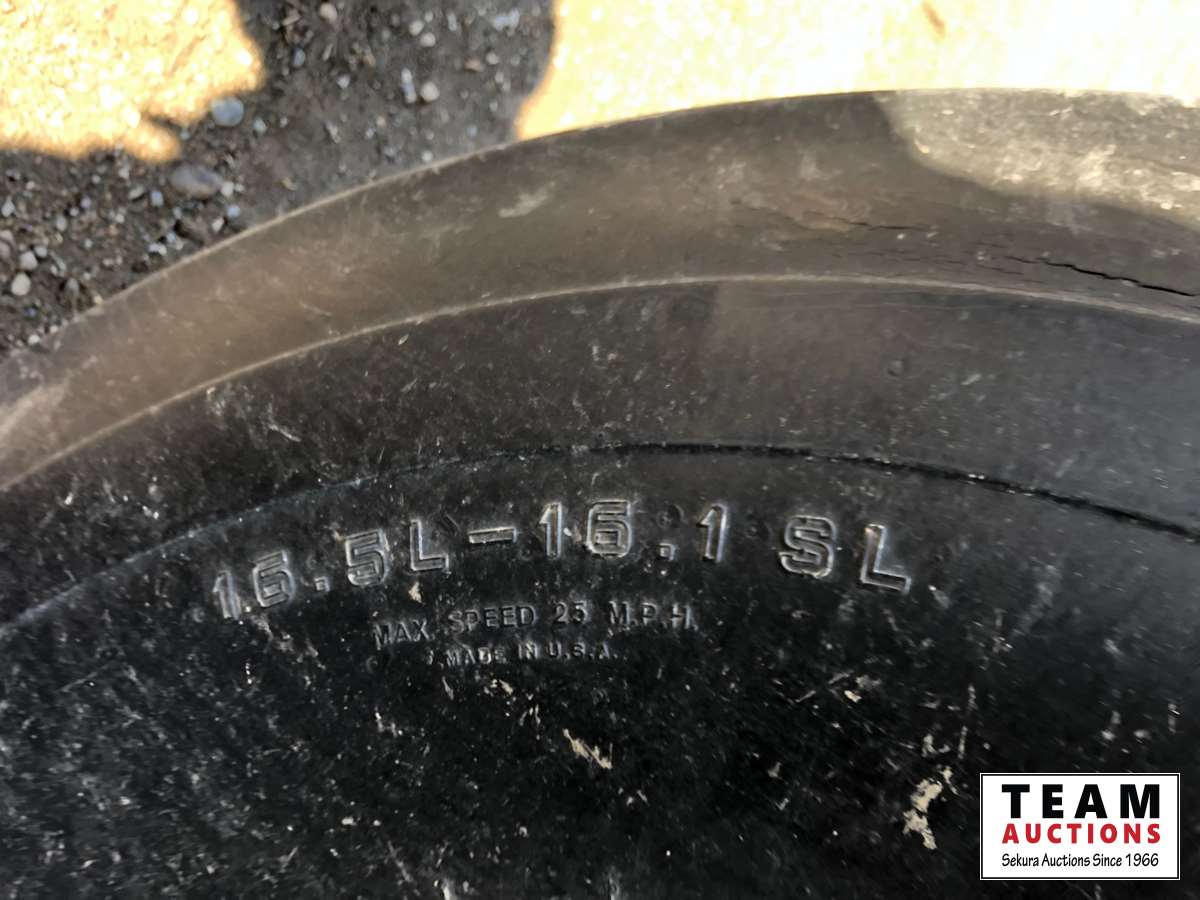 16.5L-16.1 SL
MAX. SPEED 25 M.P.H.
MADE IN U.S.A.
TEAM
AUCTIONS
Sekura Auctions Since 1966